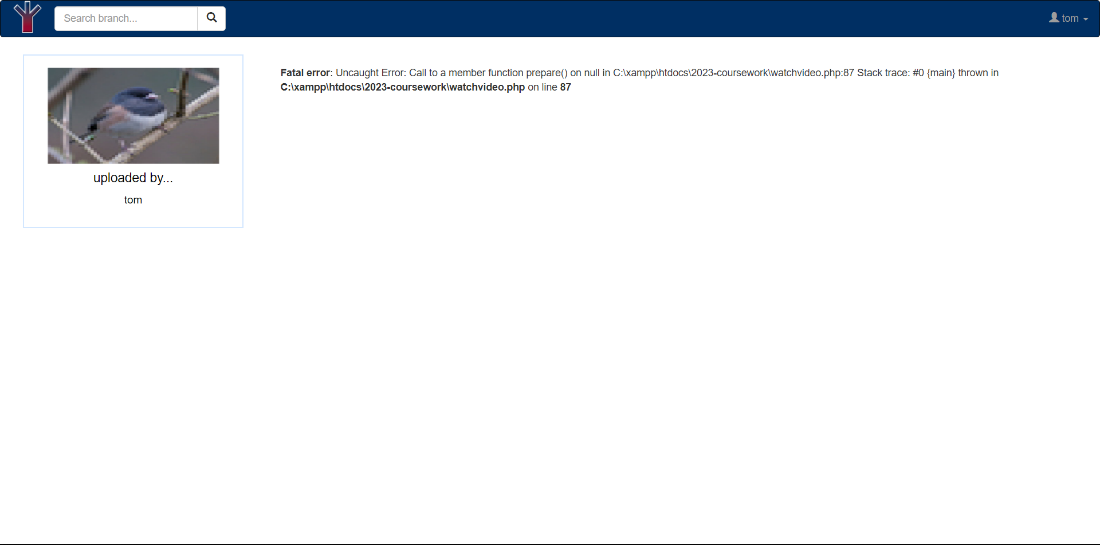 Search branch...
tom
Fatal error: Uncaught Error: Call to a member function prepare() on null in C:\xampp\htdocs\2023-coursework\watchvideo.php:87 Stack trace: #0 {main} thrown in
C:\xampp\htdocs\2023-coursework\watchvideo.php on line 87
uploaded by...
tom